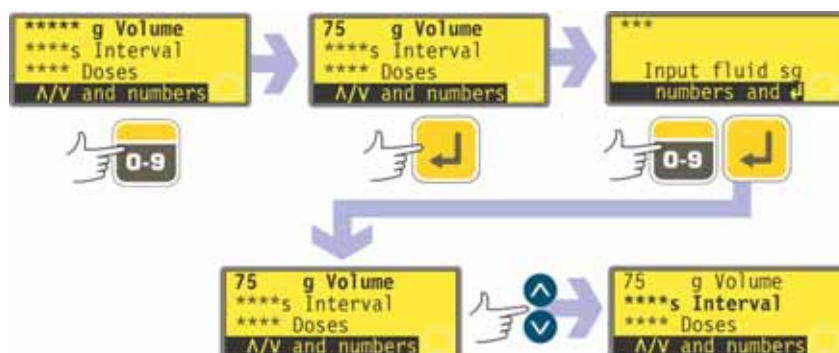 ***** g Volume
****s Interval
**** Doses
Λ/V and numbers
75 g Volume
****s Interval
**** Doses
Λ/V and numbers
***
Input fluid sg
numbers and ↵
0-9
↵
0-9
↵
75 g Volume
****s Interval
**** Doses
Λ/V and numbers
75 g Volume
****s Interval
**** Doses
Λ/V and numbers